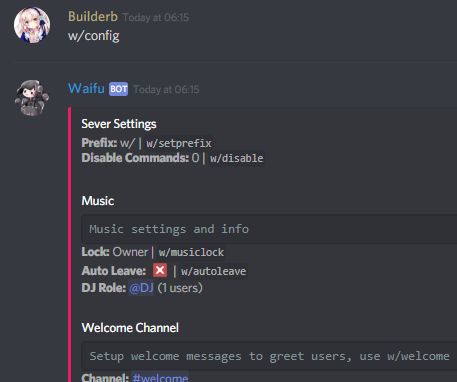 Builderb Today at 06:15
w/config
Waifu BOT Today at 06:15
Sever Settings
Prefix: w/ | w/setprefix
Disable Commands: 0 | w/disable
Music
Music settings and info
Lock: Owner | w/musiclock
Auto Leave: | w/autoleave
DJ Role: @DJ (1 users)
Welcome Channel
Setup welcome messages to greet users, use w/welcome
Channel: #welcome